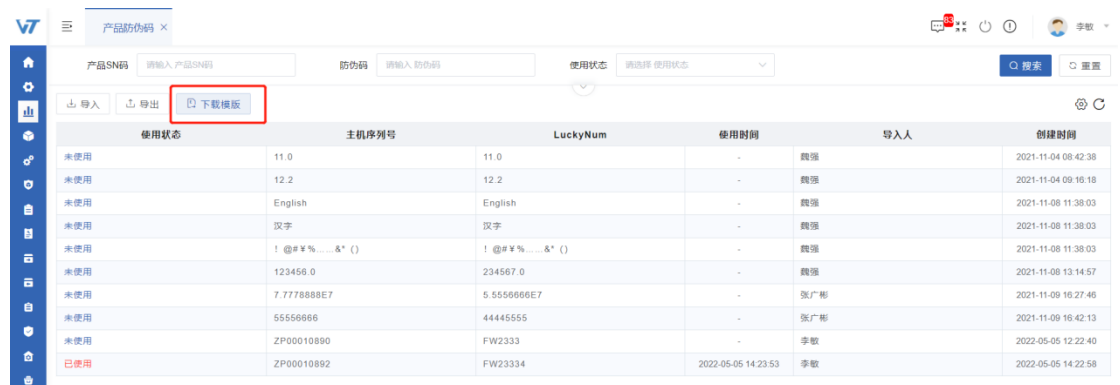 VT 产品防伪码 × 83 李敏
产品SN码 请输入 产品SN码 防伪码 请输入 防伪码 使用状态 请选择 使用状态 搜索 重置
导入 导出 下载模版
使用状态 主机序列号 LuckyNum 使用时间 导入人 创建时间
未使用 11.0 11.0 - 魏强 2021-11-04 08:42:38
未使用 12.2 12.2 - 魏强 2021-11-04 09:16:18
未使用 English English - 魏强 2021-11-08 11:38:03
未使用 汉字 汉字 - 魏强 2021-11-08 11:38:03
未使用 ！@#￥%……&*（） ！@#￥%……&*（） - 魏强 2021-11-08 11:38:03
未使用 123456.0 234567.0 - 魏强 2021-11-08 13:14:57
未使用 7.7778888E7 5.5556666E7 - 张广彬 2021-11-09 16:27:46
未使用 55556666 44445555 - 张广彬 2021-11-09 16:42:13
未使用 ZP00010890 FW2333 - 李敏 2022-05-05 12:22:40
已使用 ZP00010892 FW23334 2022-05-05 14:23:53 李敏 2022-05-05 14:22:58